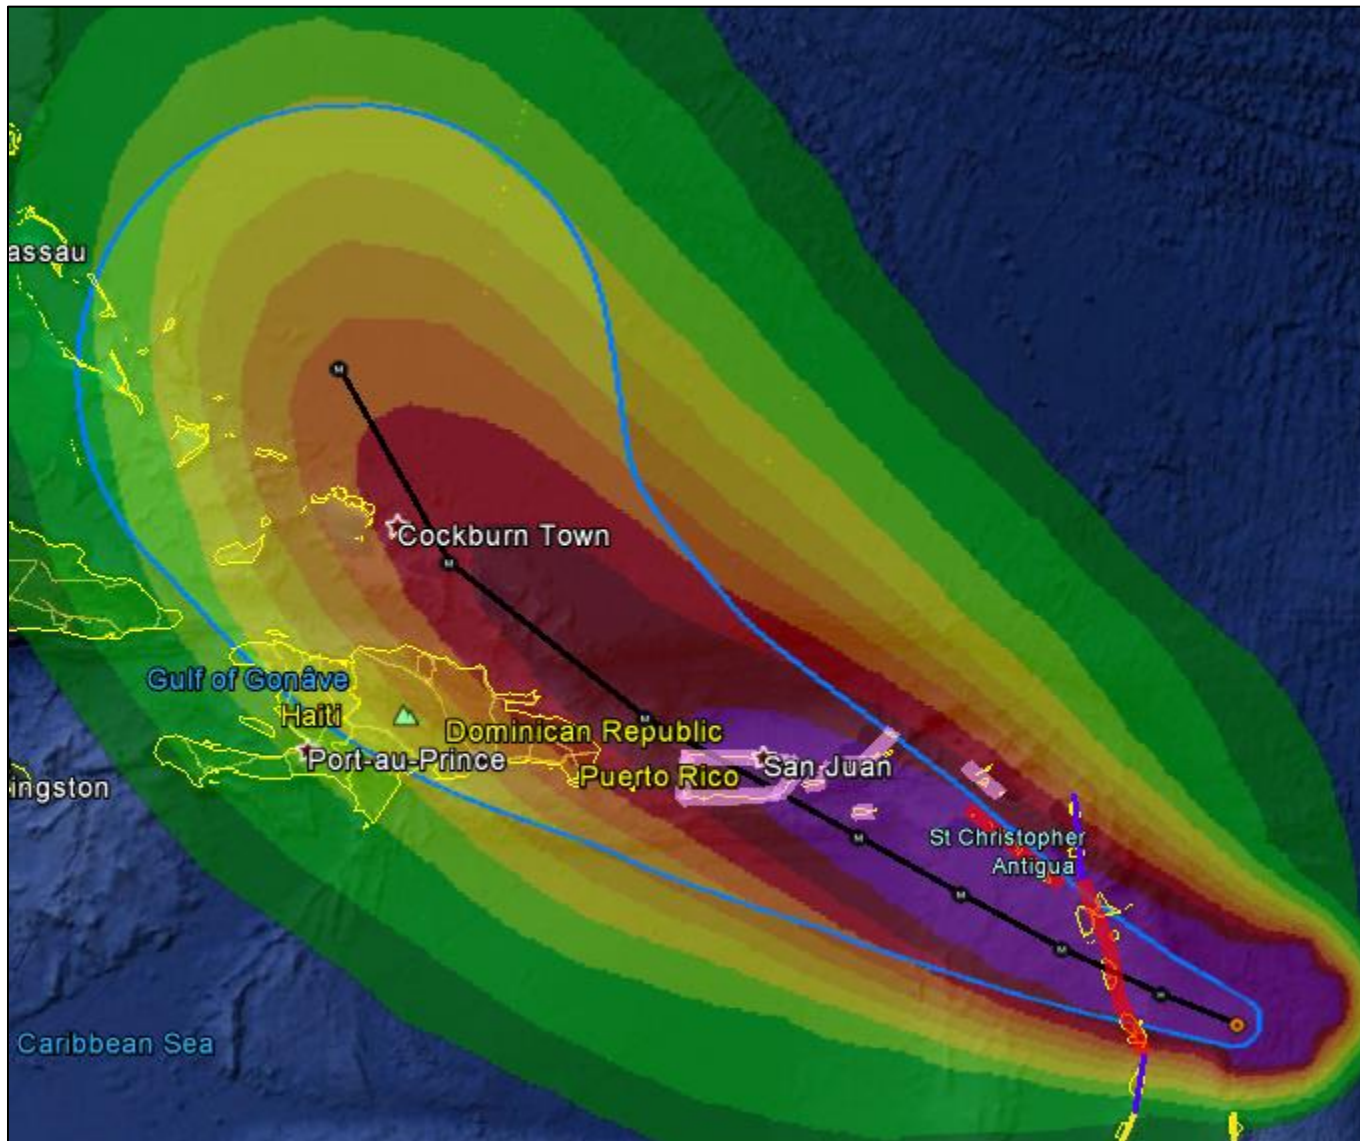 assau
Cockburn Town
Gulf of Gonâve
Haiti
Dominican Republic
Port-au-Prince
Puerto Rico
San Juan
ingston
St Christopher
Antigua
Caribbean Sea
M
M
M
M
M
M
M